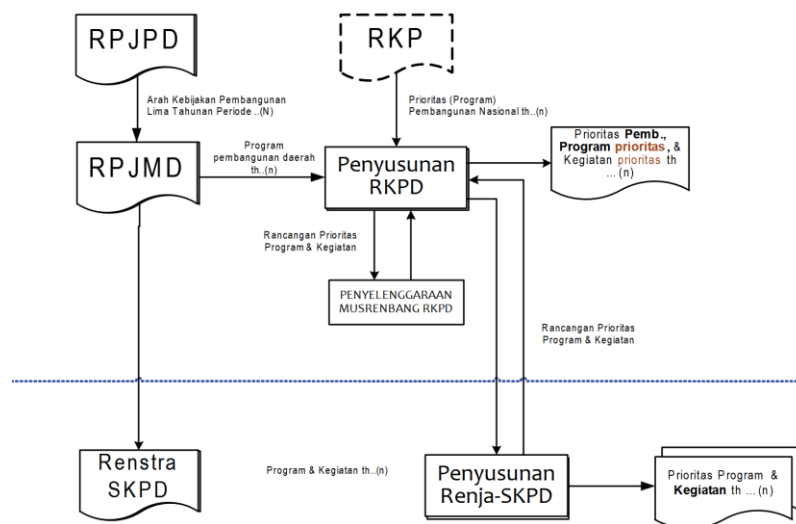 RPJPD
RKP
Arah Kebijakan Pembangunan
Lima Tahunan Periode ..(N)
Prioritas (Program)
Pembangunan Nasional th..(n)
RPJMD
Program
pembangunan daerah
th..(n)
Penyusunan
RKPD
Prioritas Pemb.,
Program prioritas, &
Kegiatan prioritas th
...(n)
Rancangan Prioritas
Program & Kegiatan
PENYELENGGARAAN
MUSRENBANG RKPD
Rancangan Prioritas
Program & Kegiatan
Renstra
SKPD
Program & Kegiatan th..(n)
Penyusunan
Renja-SKPD
Prioritas Program &
Kegiatan th ...(n)